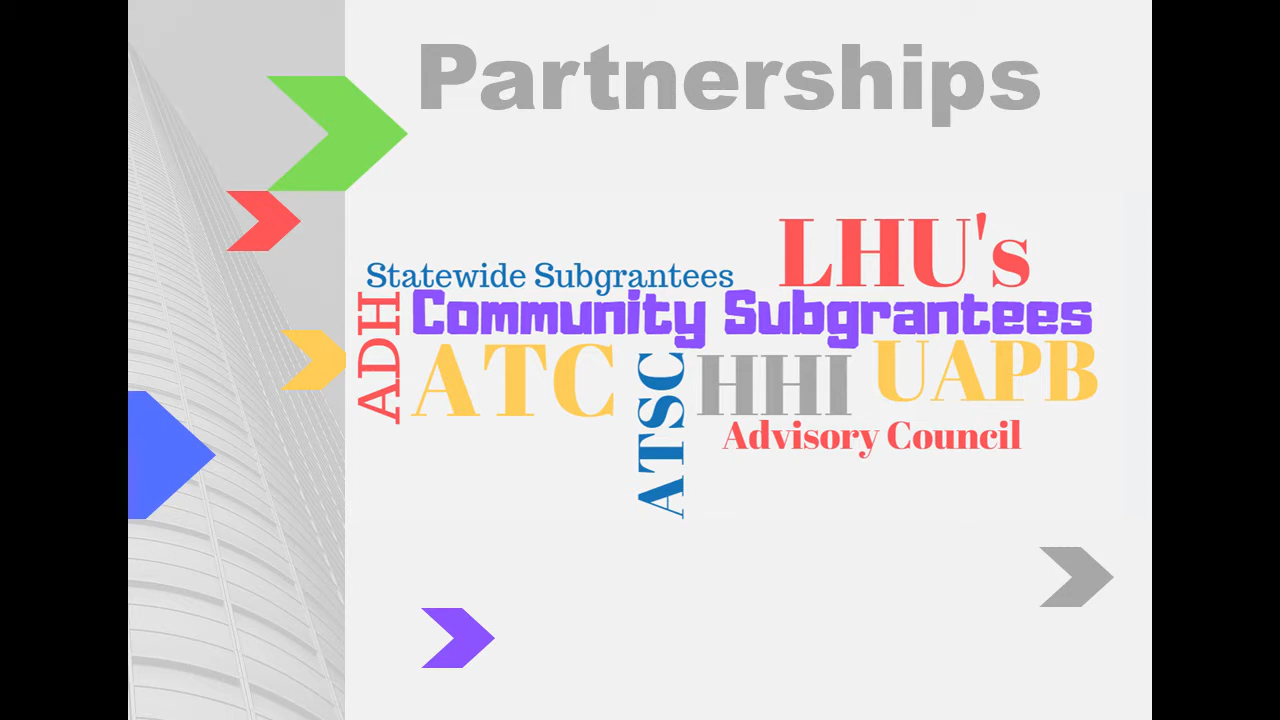 Partnerships
LHU's
Statewide Subgrantees
Community Subgrantees
ADH
ATC
ATSC
HHI
UAPB
Advisory Council